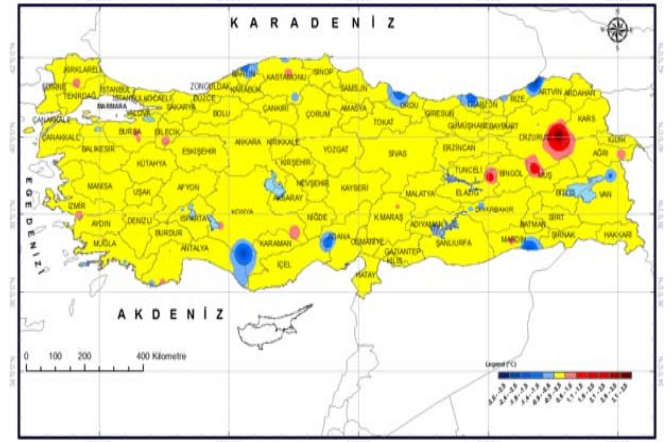 KARADENİZ
KIRKLARELİ
EDİRNE
TEKİRDAĞ
İSTANBUL
İSTANBUL KOCAELİ
MARMARA
YALOVA
SAKARYA
DÜZCE
ZONGULDAK
BARTIN
KARABÜK
KASTAMONU
SİNOP
SAMSUN
ORDU
GİRESUN
TRABZON
RİZE
ARTVİN
ARDAHAN
KARS
ÇANAKKALE
ÇANAKKALE
BALIKESİR
BURSA
BİLECİK
BOLU
ÇANKIRI
ÇORUM
AMASYA
TOKAT
GÜMÜŞHANE
BAYBURT
ERZURUM
IĞDIR
AĞRI
ESKİŞEHİR
ANKARA
KIRIKKALE
YOZGAT
SİVAS
ERZİNCAN
KÜTAHYA
KIRŞEHİR
TUNCELİ
BİNGÖL
MUŞ
MANİSA
UŞAK
AFYON
NEVŞEHİR
KAYSERİ
MALATYA
ELAZIĞ
BİTLİS
VAN
İZMİR
AYDIN
DENİZLİ
ISPARTA
KONYA
AKSARAY
NİĞDE
K.MARAŞ
ADIYAMAN
DİYARBAKIR
BATMAN
SİİRT
ŞIRNAK
HAKKARİ
MUĞLA
BURDUR
ANTALYA
KARAMAN
İÇEL
ADANA
OSMANİYE
GAZİANTEP
KİLİS
ŞANLIURFA
MARDİN
HATAY
EGE DENİZİ
AKDENİZ
0 100 200 400 Kilometre
Legend (°C)